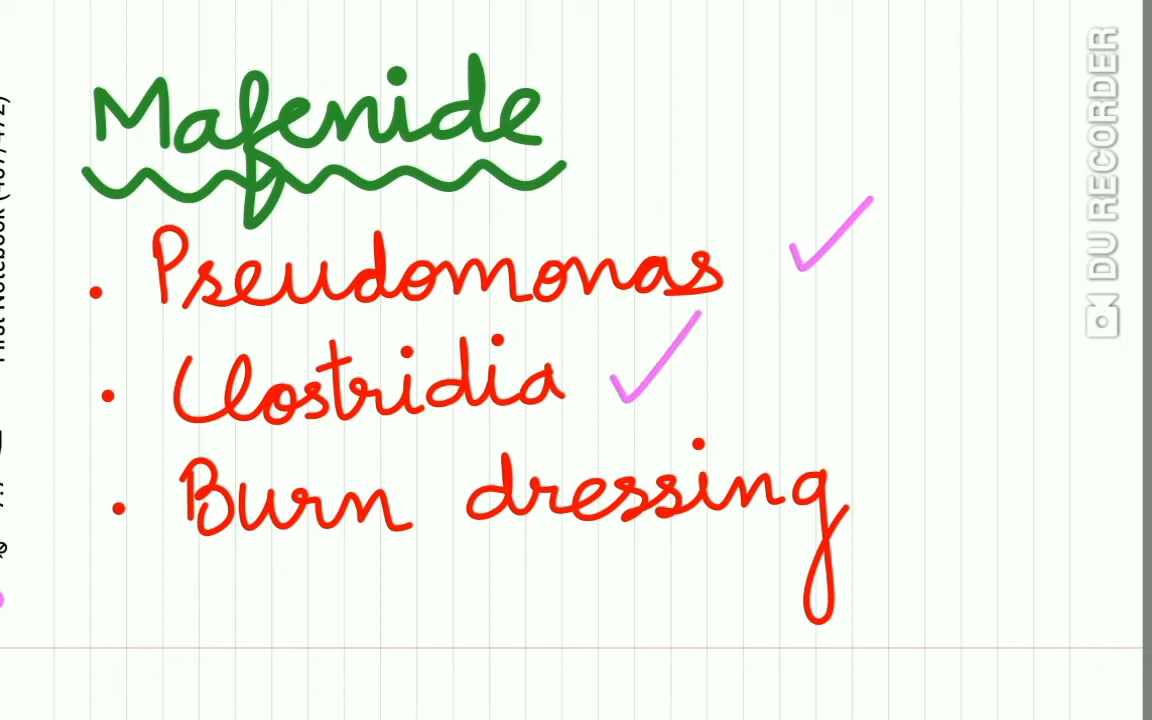 Mafenide
. Pseudomonas ✓
. Clostridia ✓
. Burn dressing
DU RECORDER